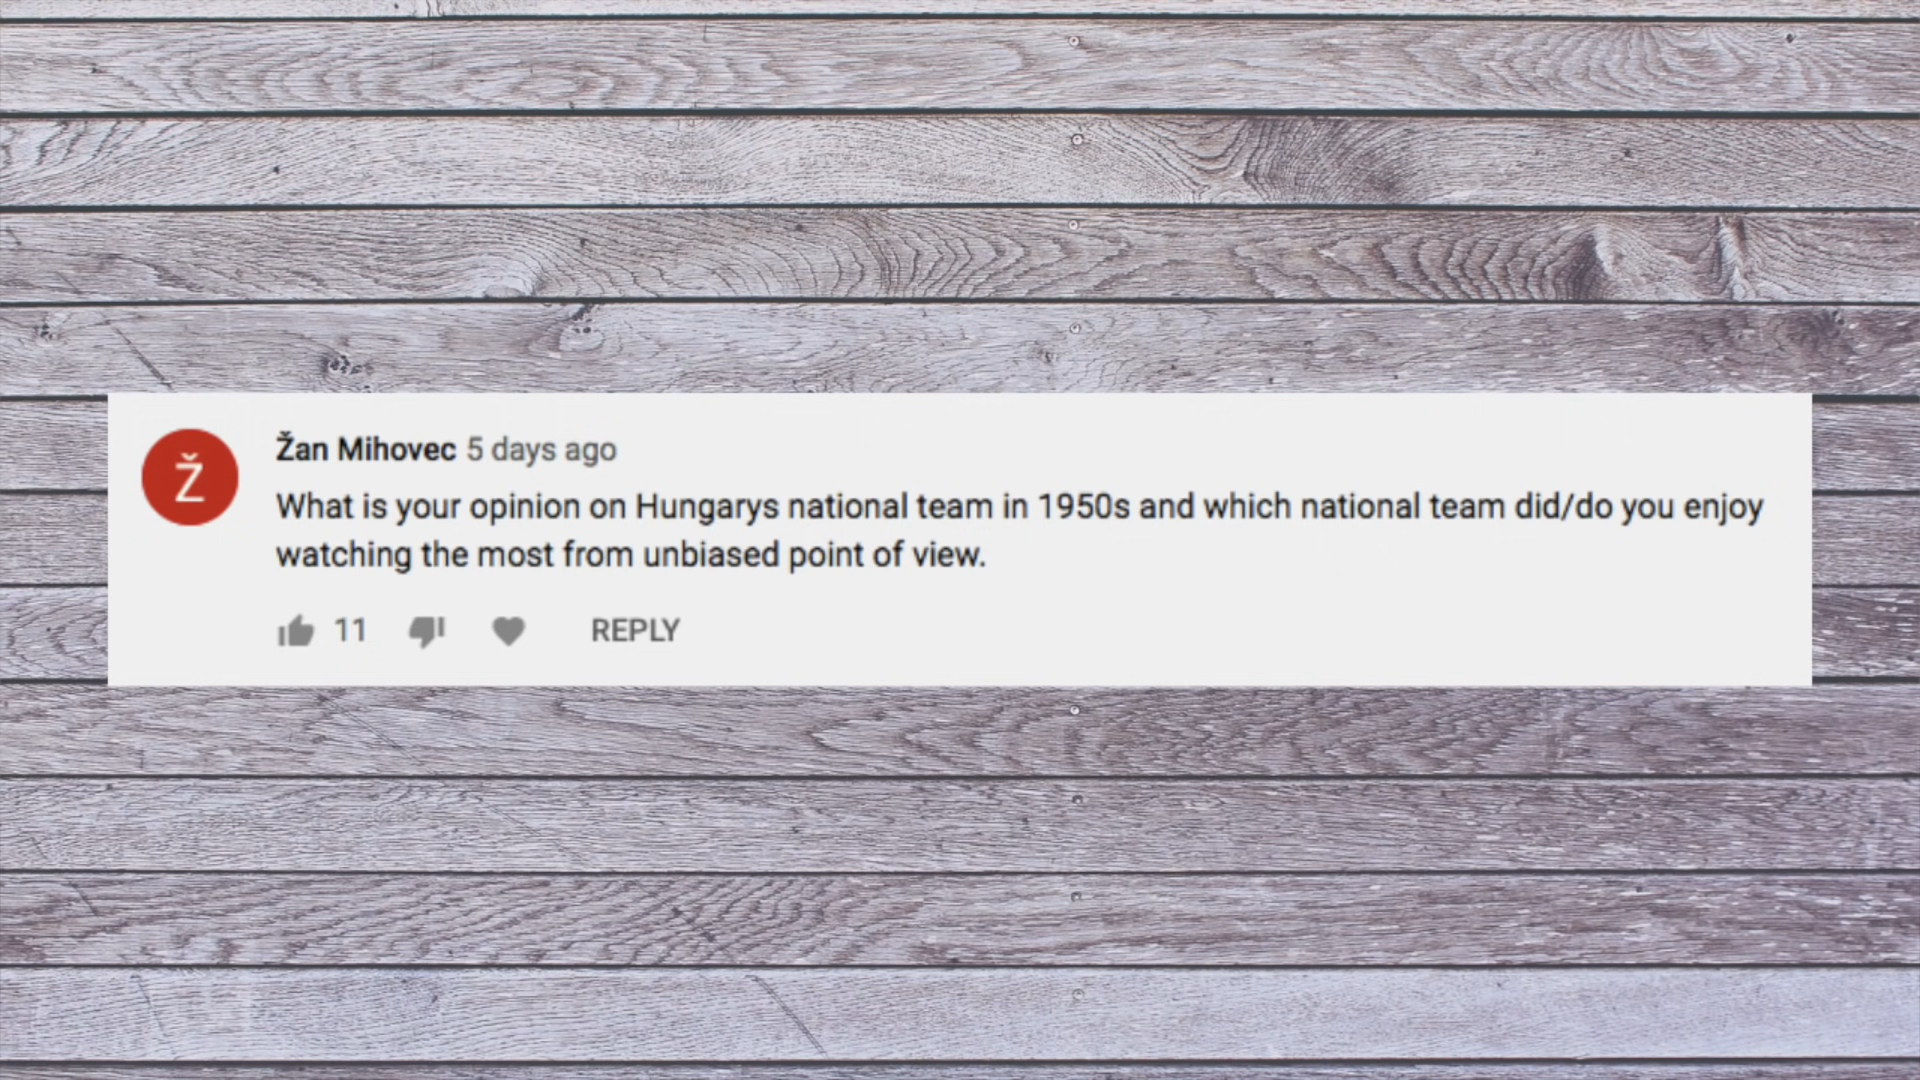 Ž
Žan Mihovec 5 days ago
What is your opinion on Hungarys national team in 1950s and which national team did/do you enjoy
watching the most from unbiased point of view.
11 REPLY